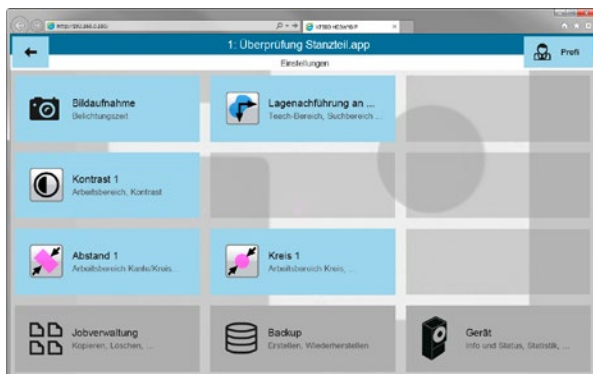 1: Überprüfung Stanzteil.app
Profi
Einstellungen
Bildaufnahme
Belichtungszeit
Lagenachführung an ...
Teach-Bereich, Suchbereich ...
Kontrast 1
Arbeitsbereich, Kontrast
Abstand 1
Arbeitsbereich Kante/Kreis...
Kreis 1
Arbeitsbereich Kreis, ...
Jobverwaltung
Kopieren, Löschen, ...
Backup
Erstellen, Wiederherstellen
Gerät
Info und Status, Statistik, ...